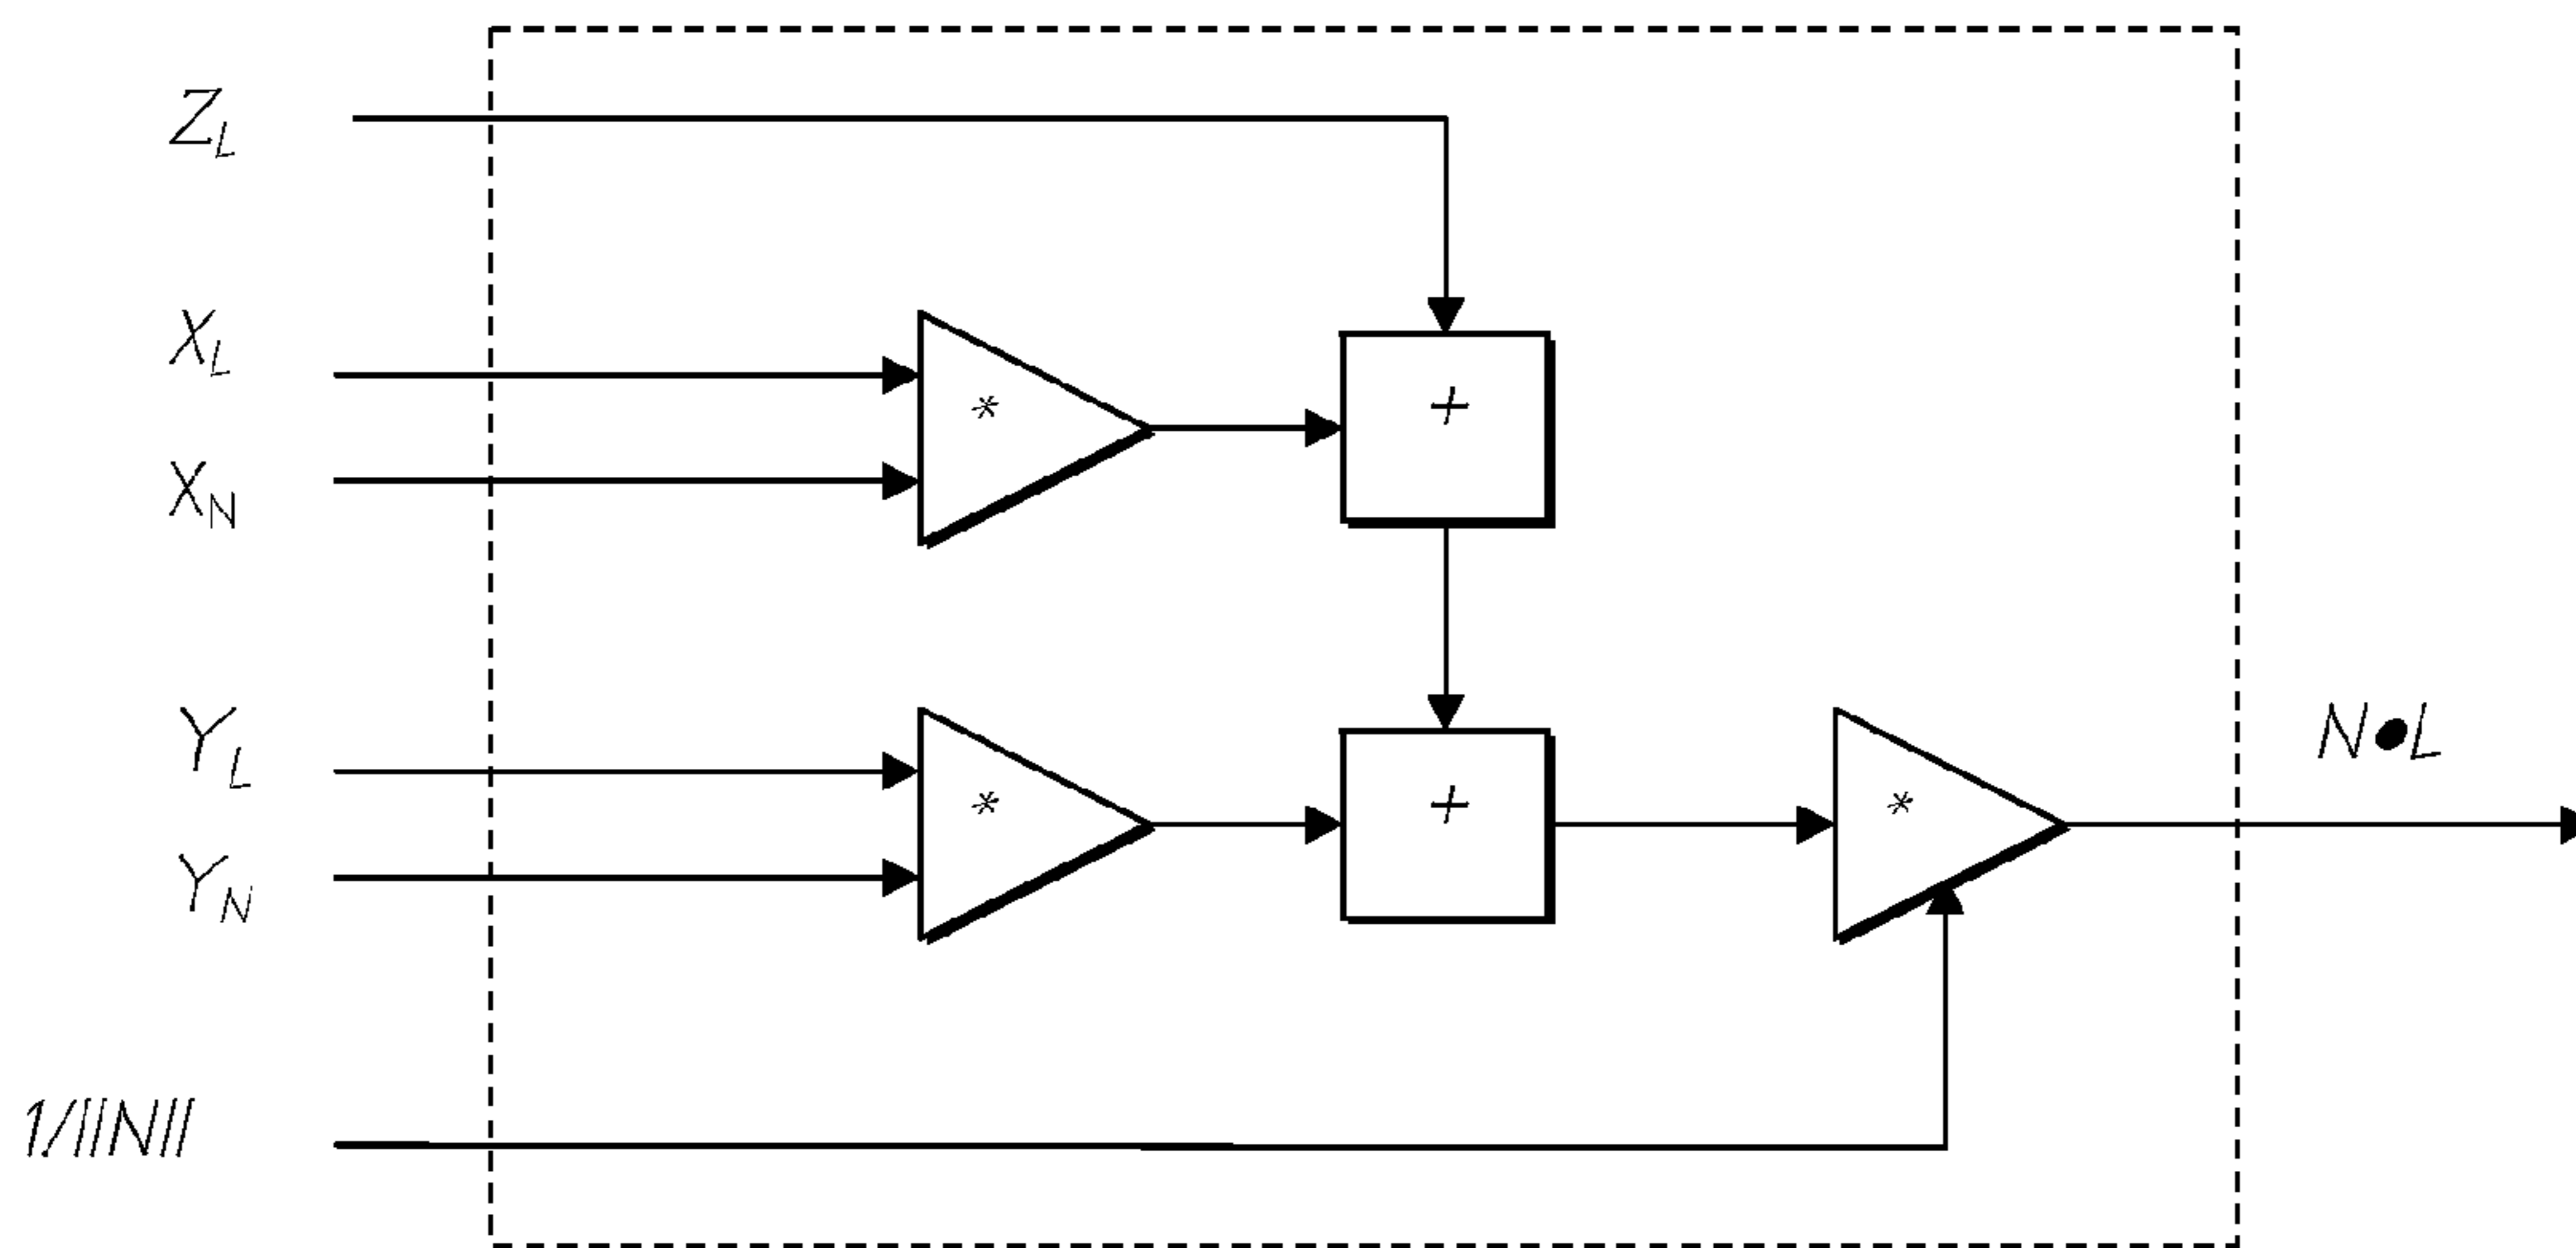 Z_L
X_L
* +
X_N
Y_L N●L
* + *
Y_N
1/||N||